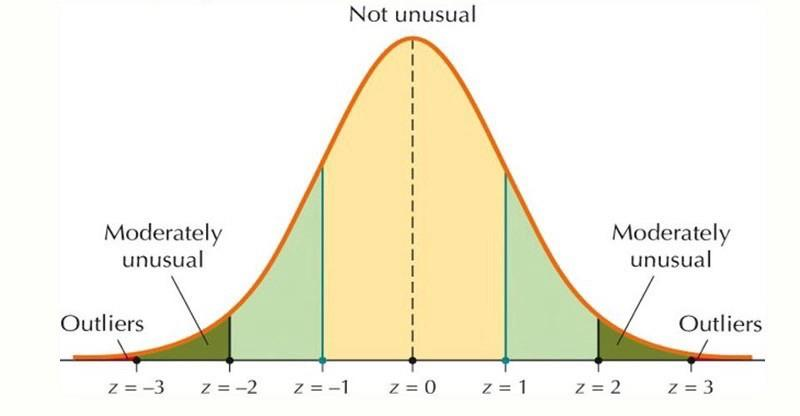 Not unusual
Moderately
unusual
Moderately
unusual
Outliers
Outliers
z = –3
z = –2
z = –1
z = 0
z = 1
z = 2
z = 3